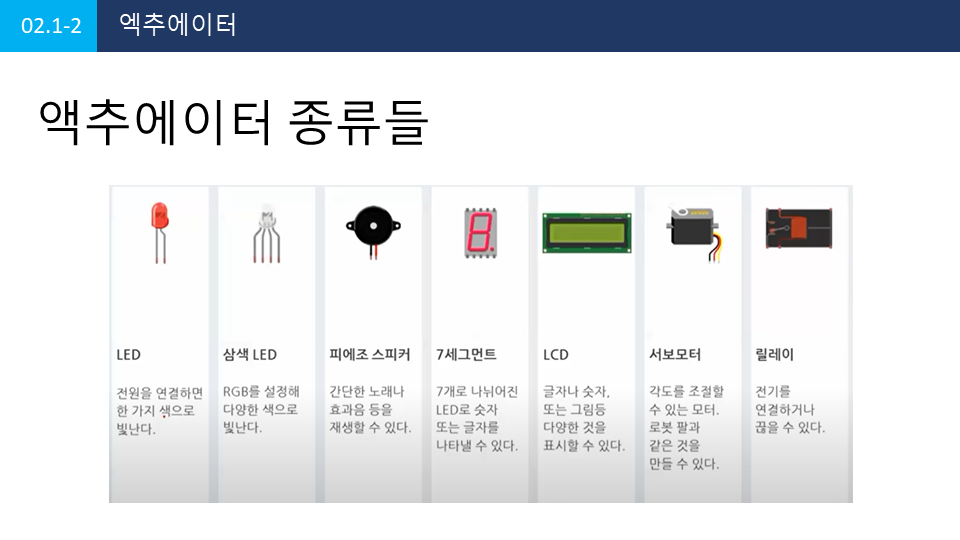 02.1-2
엑추에이터
액추에이터 종류들
LED
전원을 연결하면
한 가지 색으로
빛난다.
삼색 LED
RGB를 설정해
다양한 색으로
빛난다.
피에조 스피커
간단한 노래나
효과음 등을
재생할 수 있다.
7세그먼트
7개로 나뉘어진
LED로 숫자
또는 글자를
나타낼 수 있다.
LCD
글자나 숫자,
또는 그림등
다양한 것을
표시할 수 있다.
서보모터
각도를 조절할
수 있는 모터.
로봇 팔과
같은 것을
만들 수 있다.
릴레이
전기를
연결하거나
끊을 수 있다.